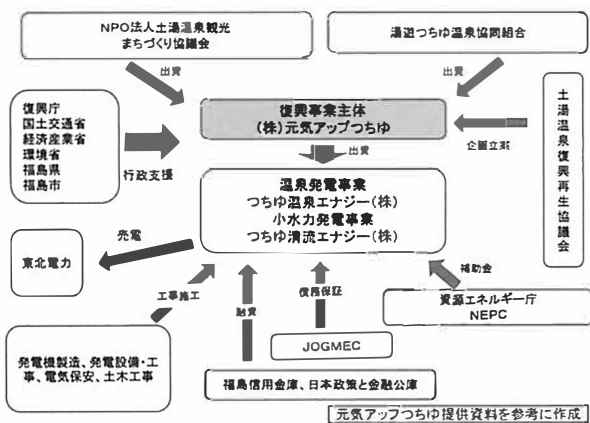 NPO法人土湯温泉観光
まちづくり協議会
湯遊つちゆ温泉協同組合
出資
出資
復興庁
国土交通省
経済産業省
環境省
福島県
福島市
行政支援
復興事業主体
(株)元気アップつちゆ
企画立案
土湯温泉復興再生協議会
出資
温泉発電事業
つちゆ温泉エナジー(株)
小水力発電事業
つちゆ清流エナジー(株)
売電
東北電力
工事施工
融資
債務保証
補助金
資源エネルギー庁
NEPC
JOGMEC
発電機製造、発電設備・工
事、電気保安、土木工事
福島信用金庫、日本政策と金融公庫
元気アップつちゆ提供資料を参考に作成